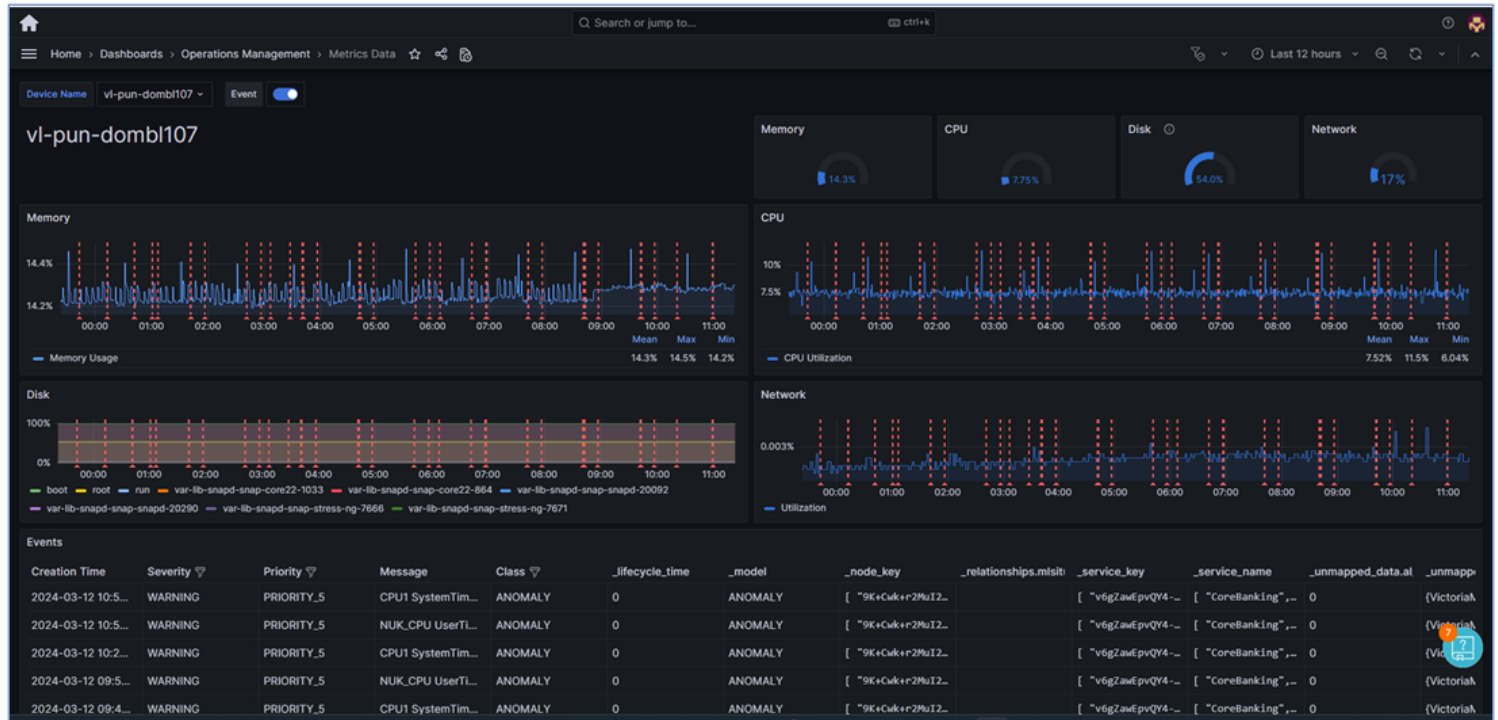 Search or jump to... ctrl+k
Home › Dashboards › Operations Management › Metrics Data Last 12 hours
Device Name vl-pun-dombl107 Event
vl-pun-dombl107
Memory CPU Disk Network
14.3% 7.75% 54.0% 17%
Memory
14.4%
14.2%
00:00 01:00 02:00 03:00 04:00 05:00 06:00 07:00 08:00 09:00 10:00 11:00
Mean Max Min
Memory Usage 14.3% 14.5% 14.2%
CPU
10%
7.5%
00:00 01:00 02:00 03:00 04:00 05:00 06:00 07:00 08:00 09:00 10:00 11:00
Mean Max Min
CPU Utilization 7.52% 11.5% 6.04%
Disk
100%
0%
00:00 01:00 02:00 03:00 04:00 05:00 06:00 07:00 08:00 09:00 10:00 11:00
boot root run var-lib-snapd-snap-core22-1033 var-lib-snapd-snap-core22-864 var-lib-snapd-snap-snapd-20092
var-lib-snapd-snap-snapd-20290 var-lib-snapd-snap-stress-ng-7666 var-lib-snapd-snap-stress-ng-7671
Network
0.003%
00:00 01:00 02:00 03:00 04:00 05:00 06:00 07:00 08:00 09:00 10:00 11:00
Utilization
Events
Creation Time Severity Priority Message Class _lifecycle_time _model _node_key _relationships.mlsitu _service_key _service_name _unmapped_data.al _unmappe
2024-03-12 10:5... WARNING PRIORITY_5 CPU1 SystemTim... ANOMALY 0 ANOMALY [ "9K+Cwk+r2MuI2… [ "v6gZawEpvQY4-… [ "CoreBanking",… 0 {VictoriaM
2024-03-12 10:5... WARNING PRIORITY_5 NUK_CPU UserTi... ANOMALY 0 ANOMALY [ "9K+Cwk+r2MuI2… [ "v6gZawEpvQY4-… [ "CoreBanking",… 0 {VictoriaM
7
2024-03-12 10:2... WARNING PRIORITY_5 CPU1 SystemTim... ANOMALY 0 ANOMALY [ "9K+Cwk+r2MuI2… [ "v6gZawEpvQY4-… [ "CoreBanking",… 0 {Vic
2024-03-12 09:5... WARNING PRIORITY_5 NUK_CPU UserTi... ANOMALY 0 ANOMALY [ "9K+Cwk+r2MuI2… [ "v6gZawEpvQY4-… [ "CoreBanking",… 0 {VictoriaM
2024-03-12 09:4... WARNING PRIORITY_5 CPU1 SystemTim... ANOMALY 0 ANOMALY [ "9K+Cwk+r2MuI2… [ "v6gZawEpvQY4-… [ "CoreBanking",… 0 {VictoriaM